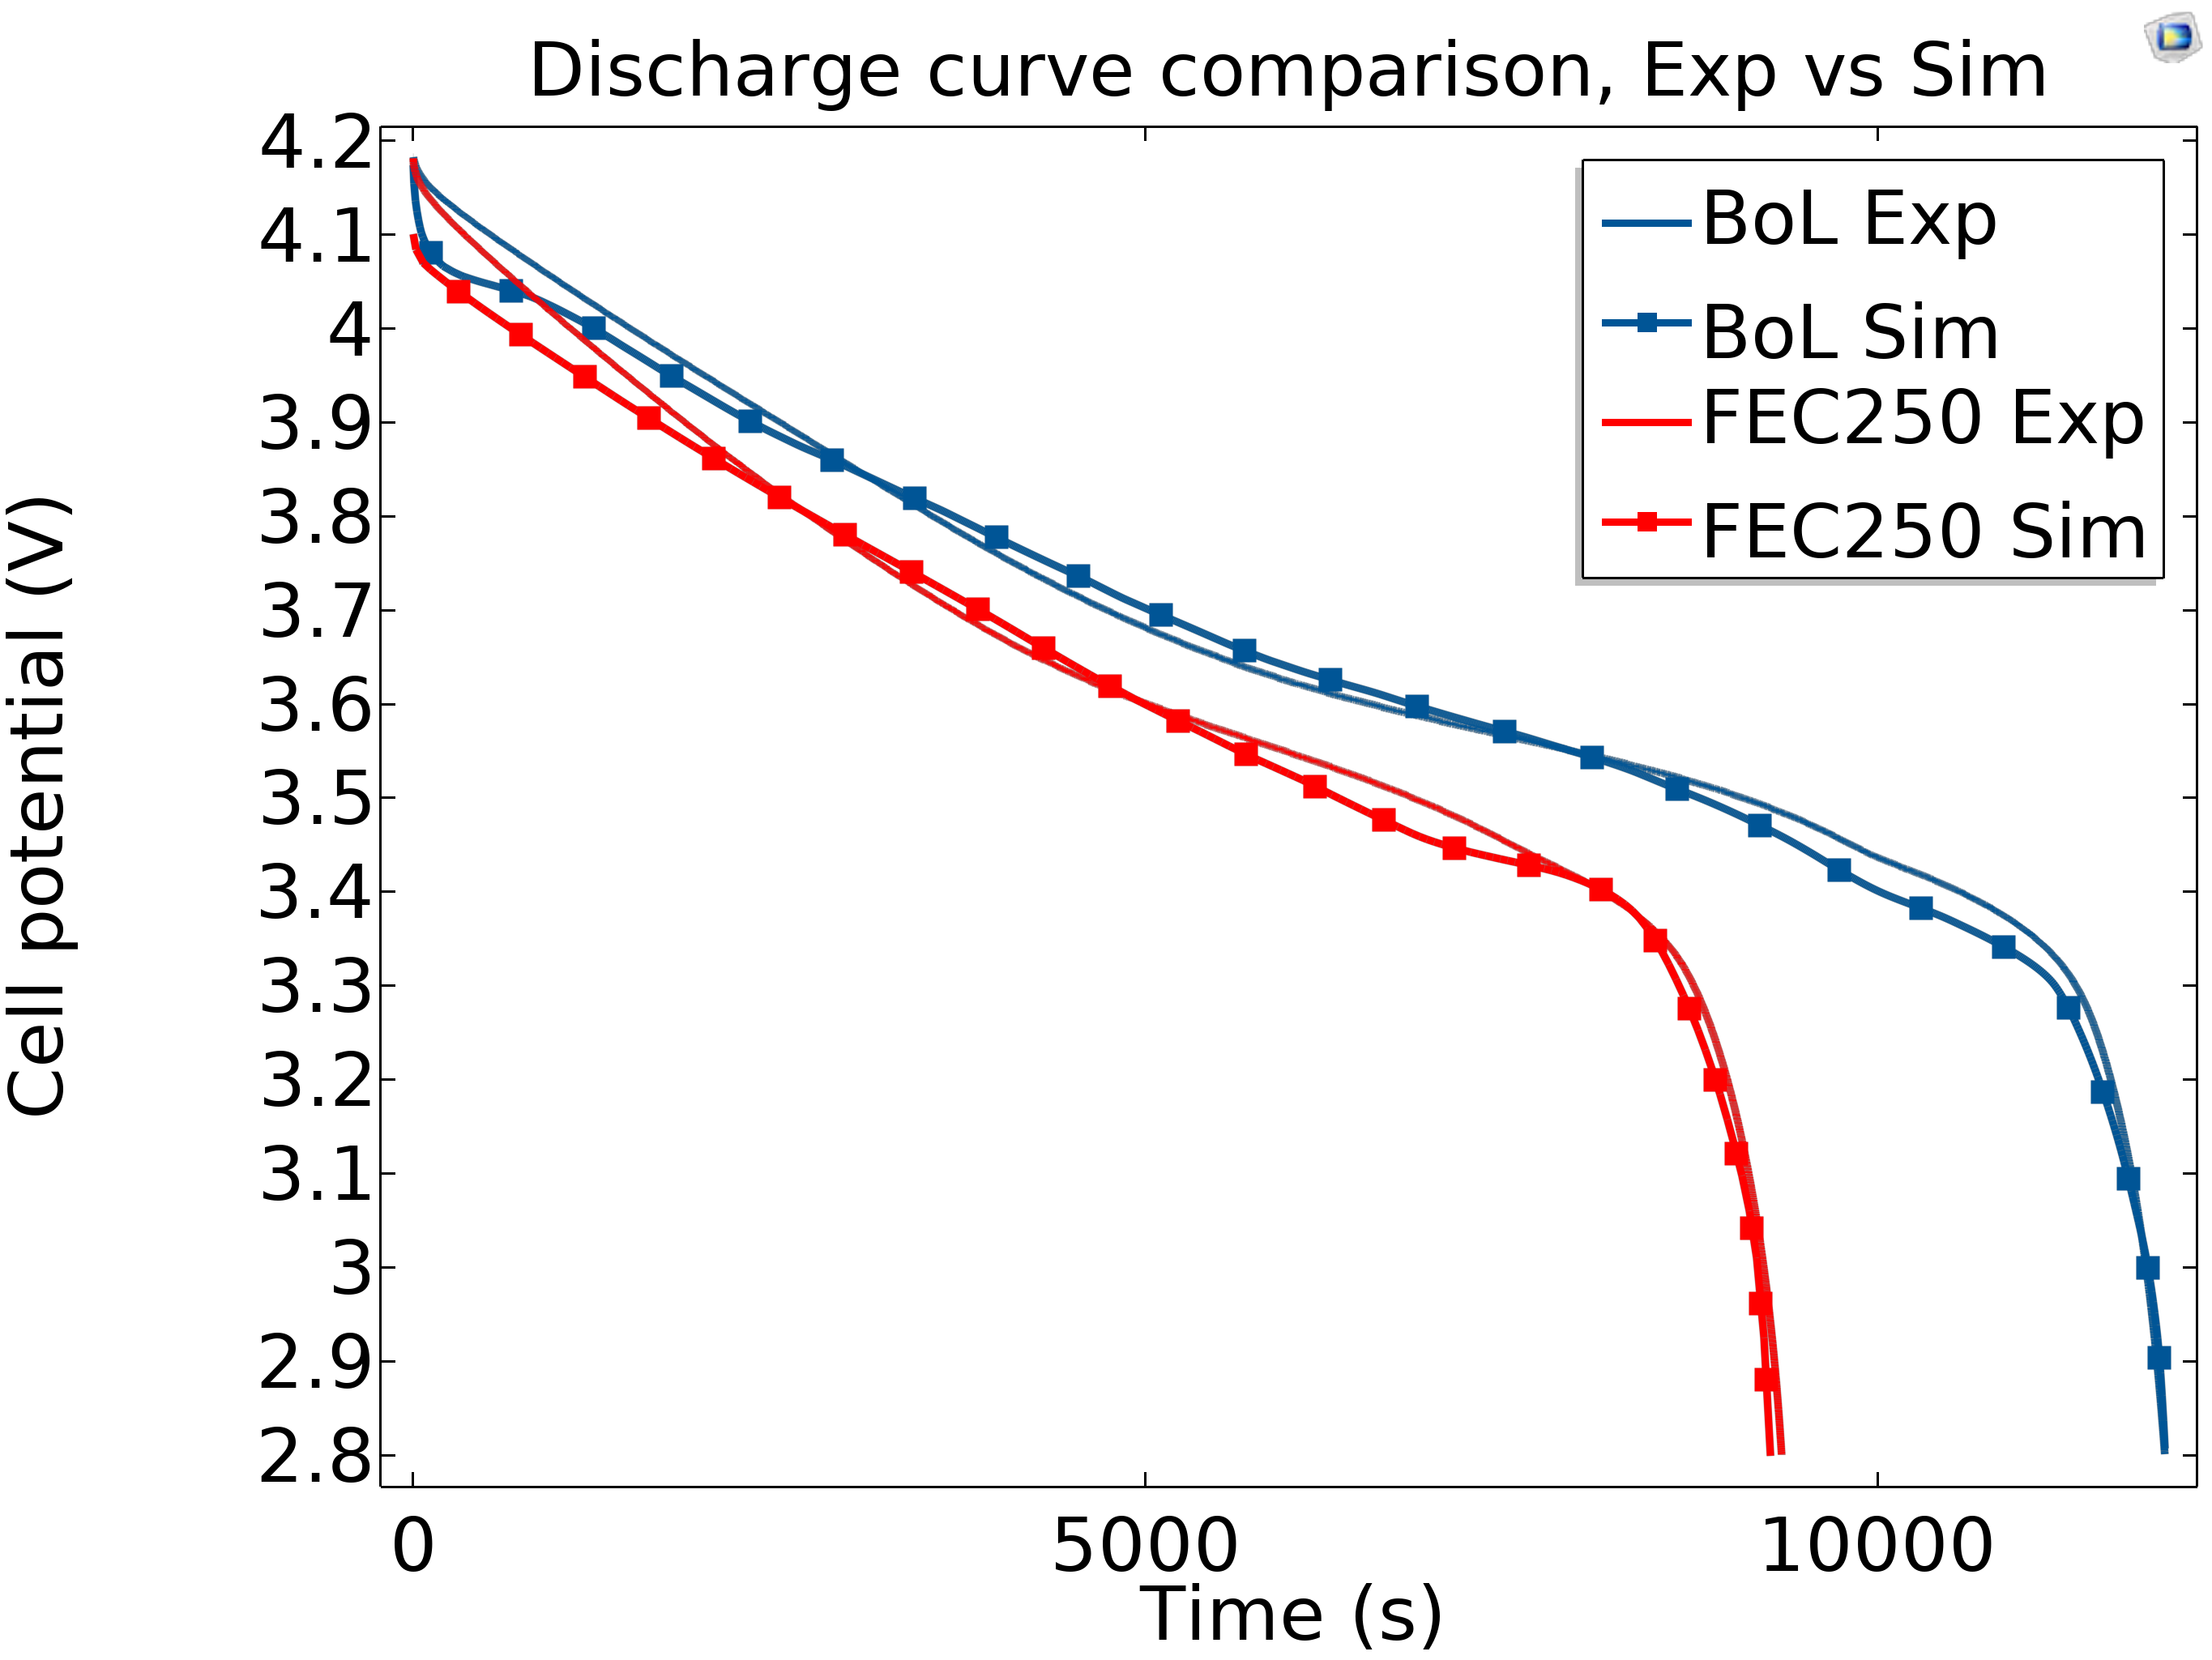 Discharge curve comparison, Exp vs Sim
4.2
4.1
4
3.9
3.8
3.7
3.6
3.5
3.4
3.3
3.2
3.1
3
2.9
2.8
Cell potential (V)
BoL Exp
BoL Sim
FEC250 Exp
FEC250 Sim
0 5000 10000
Time (s)